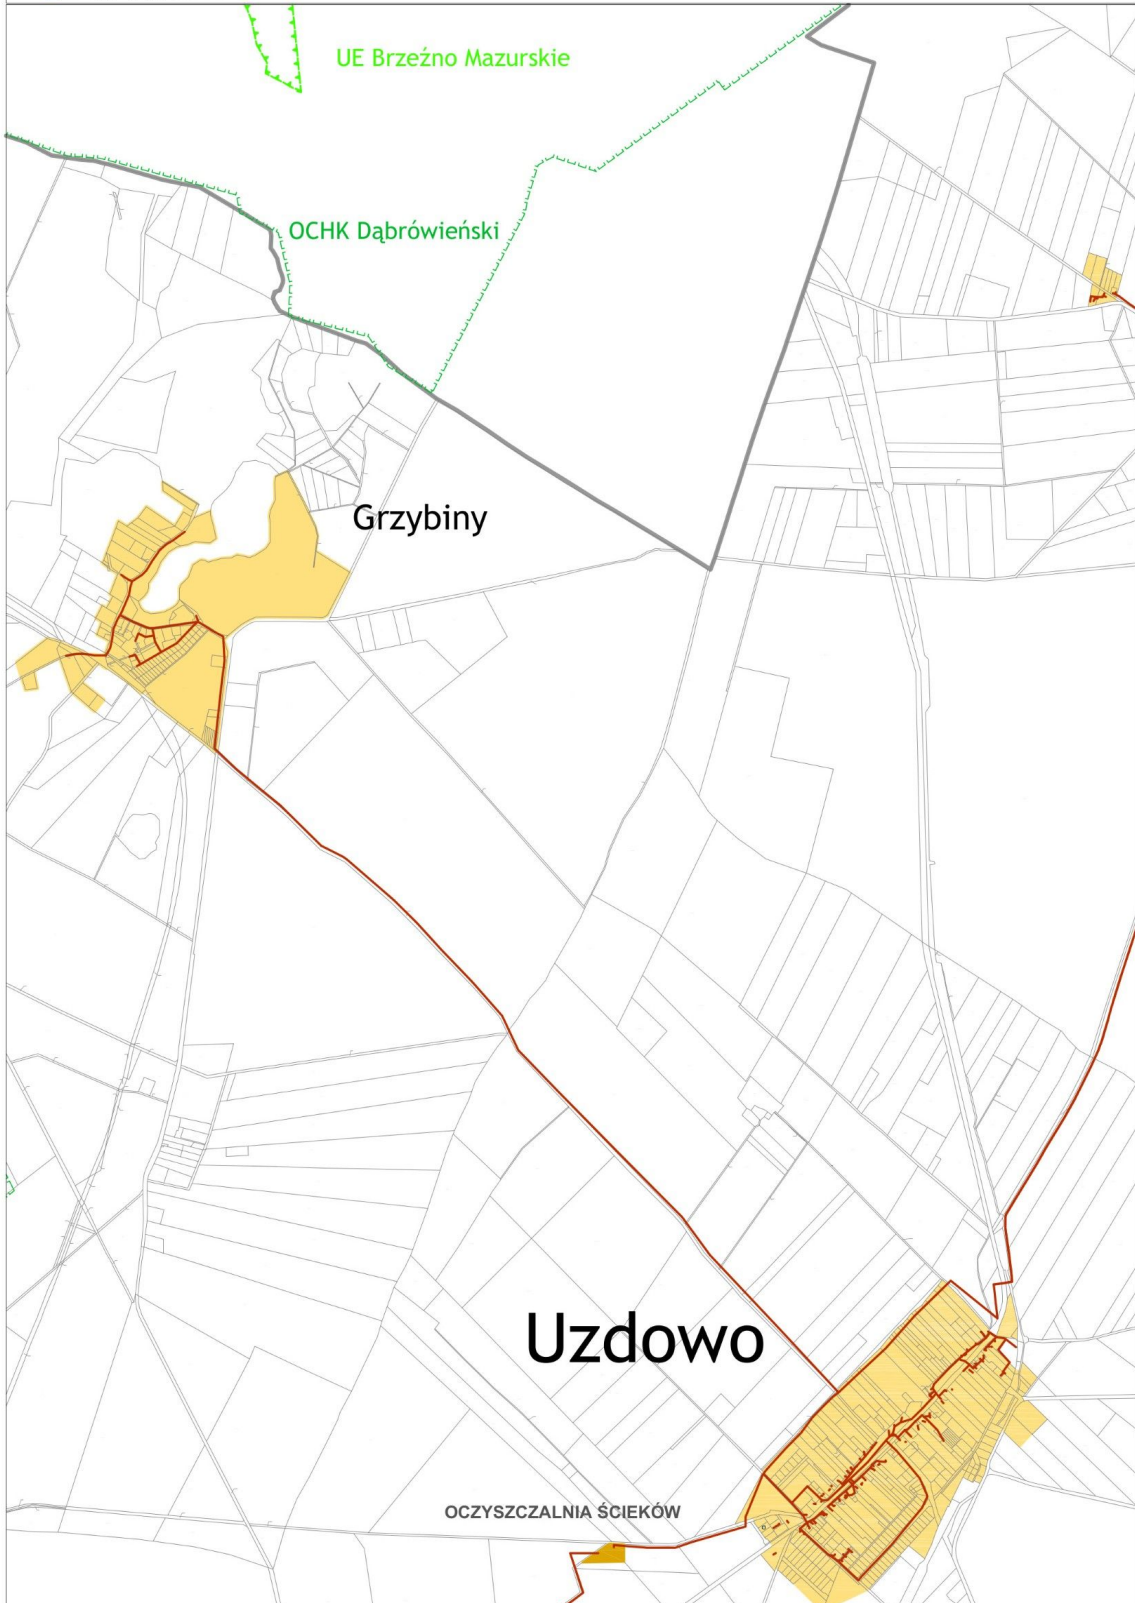 UE Brzeźno Mazurskie
OCHK Dąbrówieński
Grzybiny
Uzdowo
OCZYSZCZALNIA ŚCIEKÓW